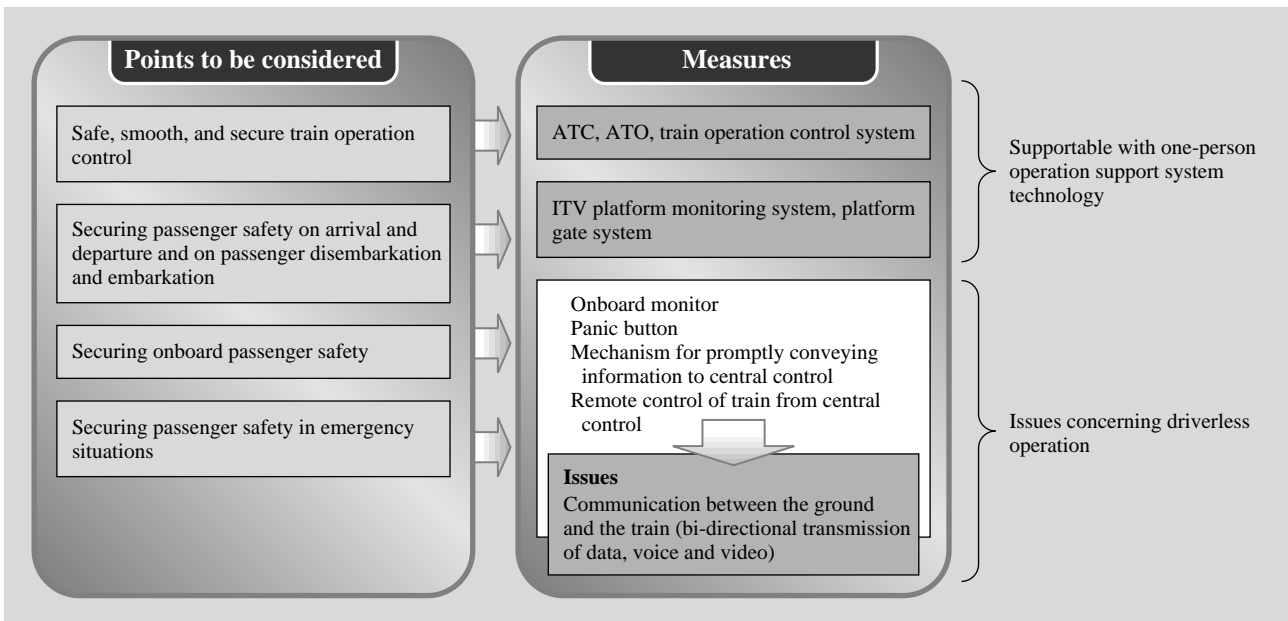 Points to be considered
Safe, smooth, and secure train operation
control
Securing passenger safety on arrival and
departure and on passenger disembarkation
and embarkation
Securing onboard passenger safety
Securing passenger safety in emergency
situations
Measures
ATC, ATO, train operation control system
ITV platform monitoring system, platform
gate system
Onboard monitor
Panic button
Mechanism for promptly conveying
information to central control
Remote control of train from central
control
Issues
Communication between the ground
and the train (bi-directional transmission
of data, voice and video)
Supportable with one-person
operation support system
technology
Issues concerning driverless
operation